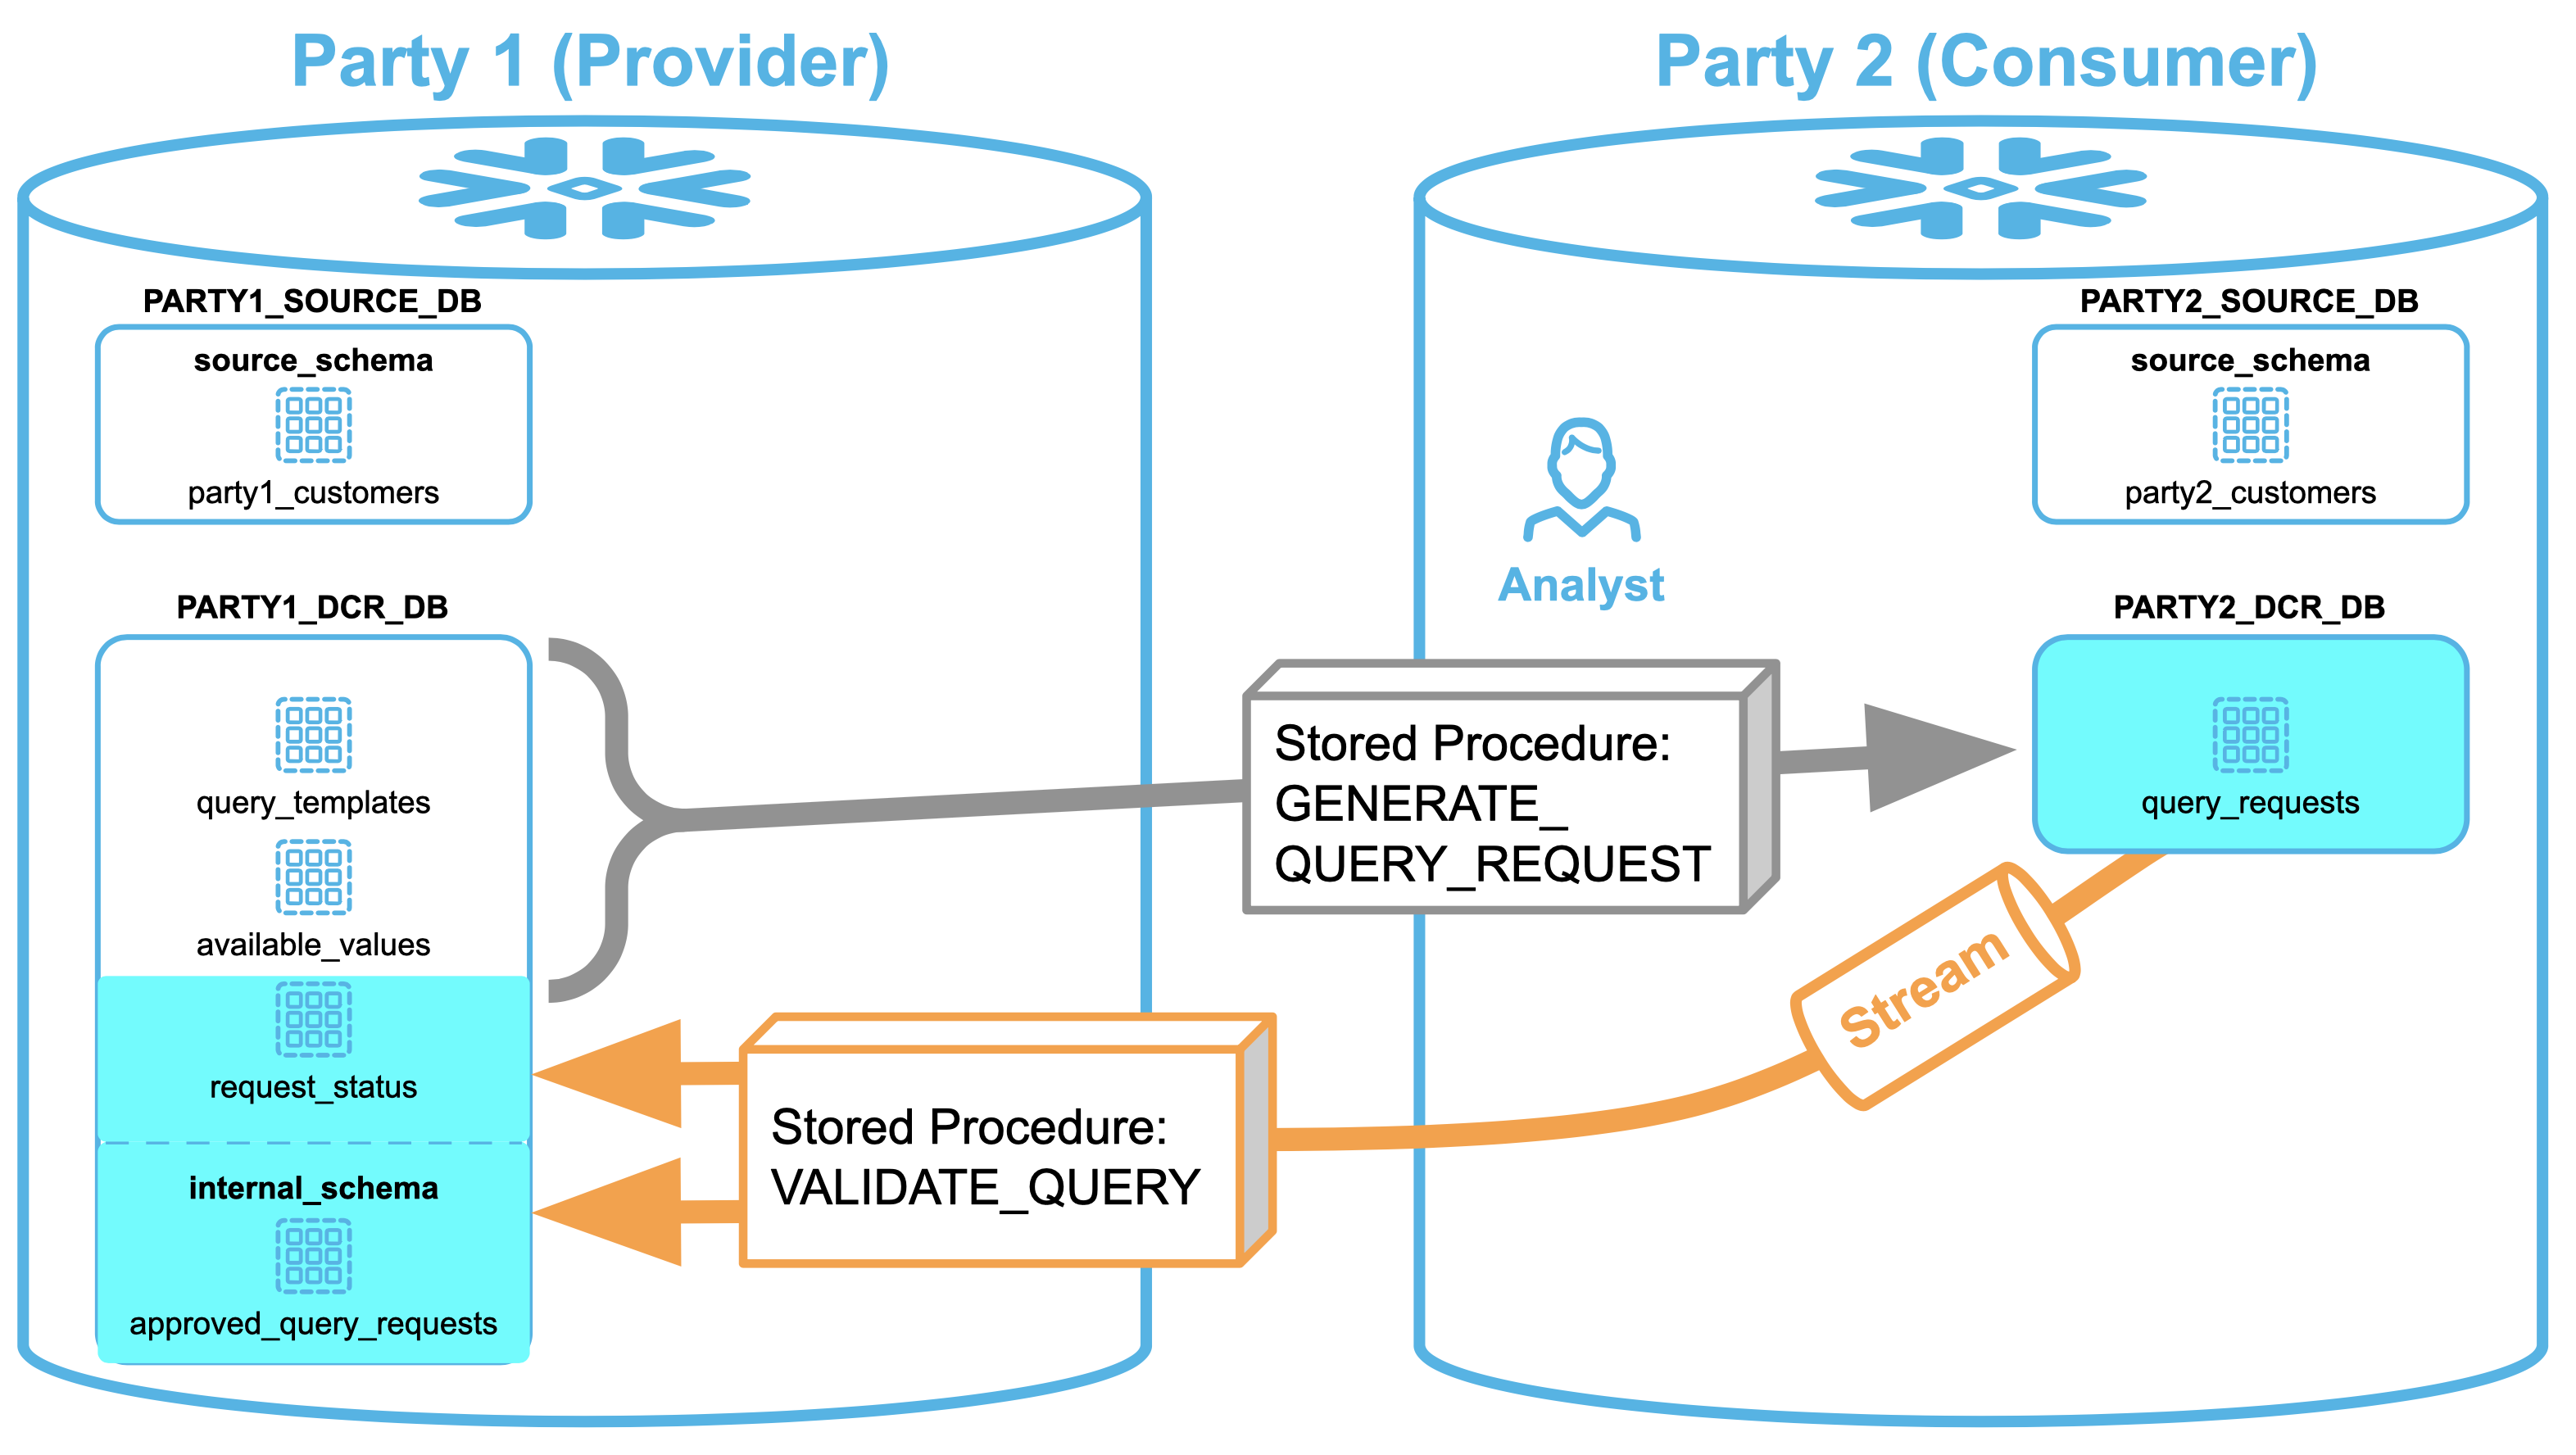 Party 1 (Provider)
PARTY1_SOURCE_DB
source_schema
party1_customers
PARTY1_DCR_DB
query_templates
available_values
request_status
internal_schema
approved_query_requests
Stored Procedure:
GENERATE_
QUERY_REQUEST
Stored Procedure:
VALIDATE_QUERY
Party 2 (Consumer)
Analyst
PARTY2_SOURCE_DB
source_schema
party2_customers
PARTY2_DCR_DB
query_requests
Stream